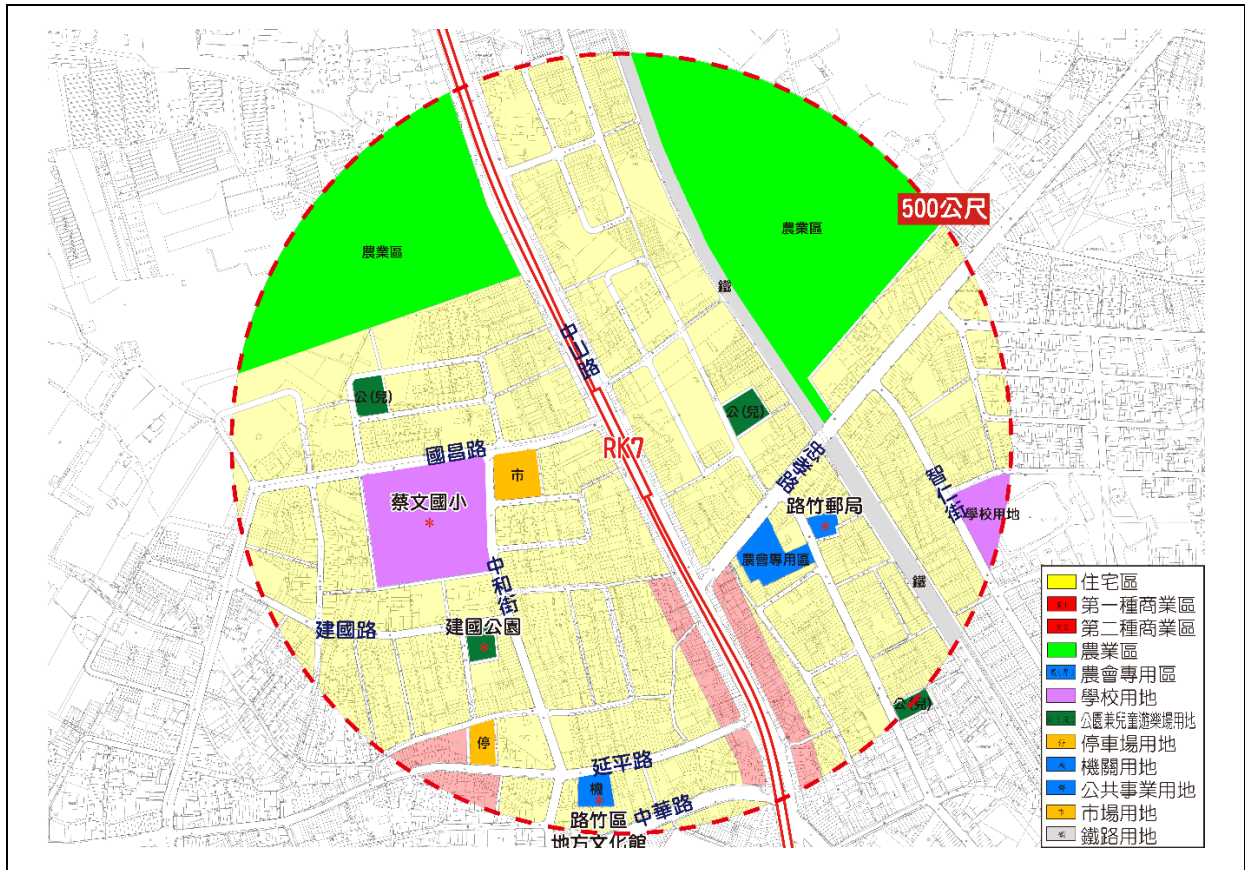 500公尺
農業區
農業區
鐵
中山路
公(兒)
公(兒)
國昌路
RK7
市
忠孝路
智仁街
蔡文國小
路竹郵局
學校用地
農會專用區
中和街
鐵
建國路
建國公園
公(兒)
停
延平路
機
路竹區
地方文化館
中華路
住宅區
第一種商業區
第二種商業區
農業區
農會專用區
學校用地
公園兼兒童遊樂場用地
停 停車場用地
機關用地
公共事業用地
市 市場用地
鐵路用地